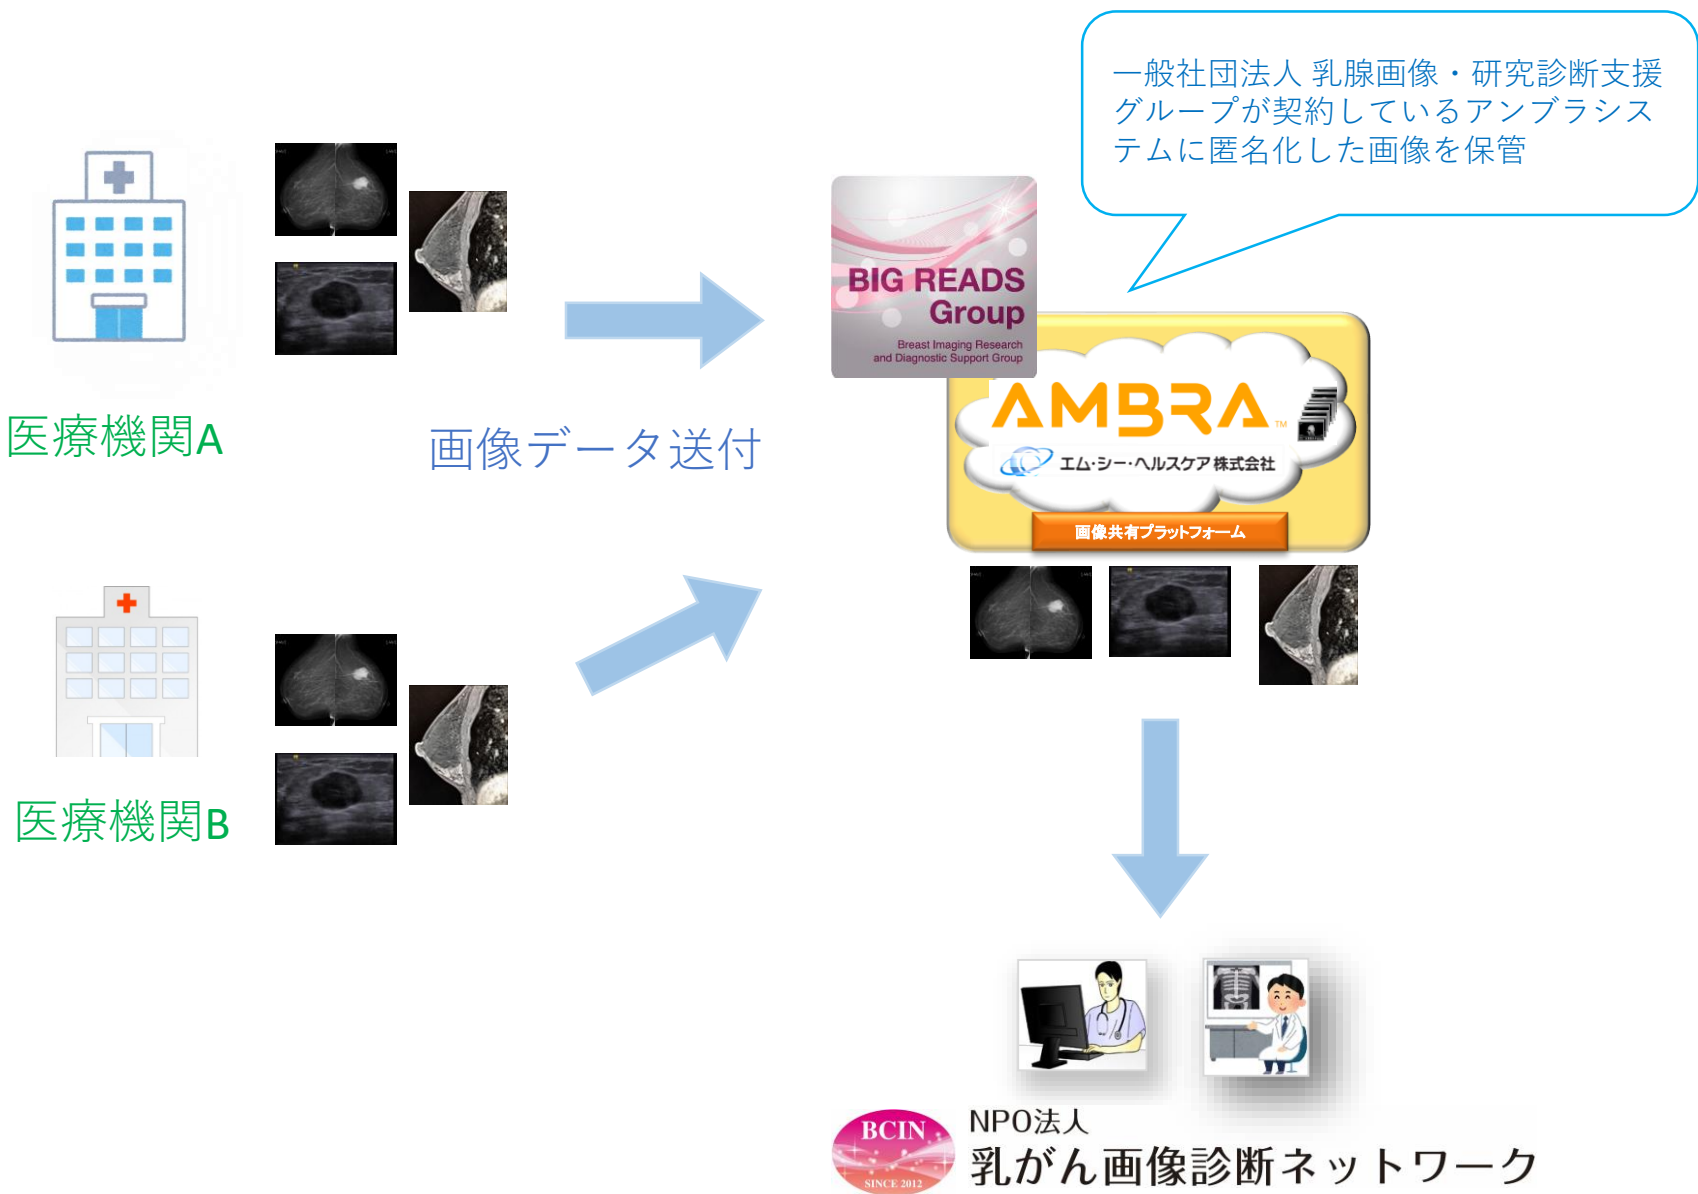 一般社団法人 乳腺画像・研究診断支援
グループが契約しているアンブラシス
テムに匿名化した画像を保管
BIG READS
Group
Breast Imaging Research
and Diagnostic Support Group
AMBRA™
エム・シー・ヘルスケア株式会社
画像共有プラットフォーム
医療機関A
画像データ送付
医療機関B
BCIN
SINCE 2012
NPO法人
乳がん画像診断ネットワーク